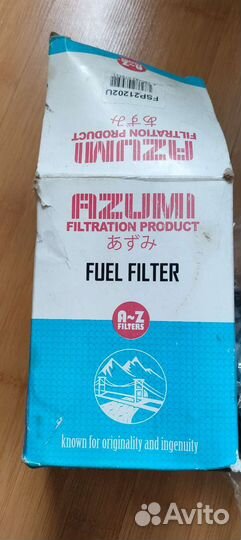 FSP21202U
あずみ
FILTRATION PRODUCT
AZUMI
A~Z
AZUMI
FILTRATION PRODUCT
あずみ
FUEL FILTER
A~Z
FILTERS
known for originality and ingenuity
Avito